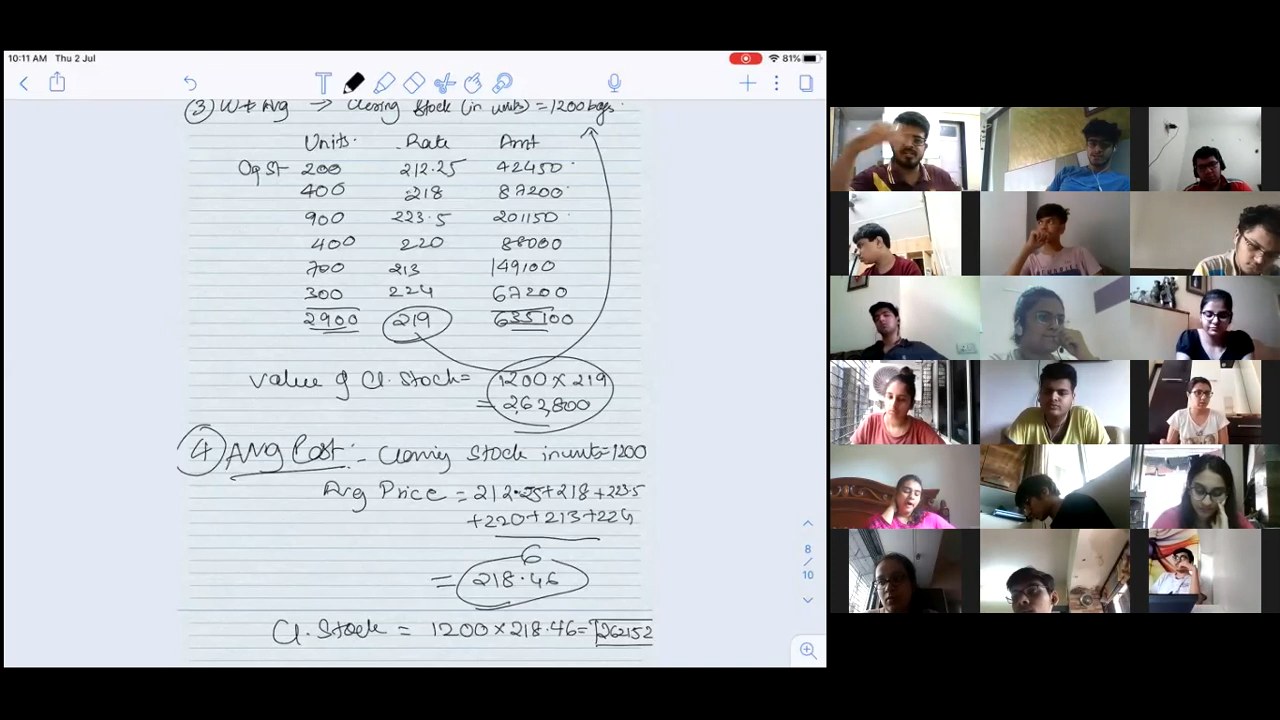 10:11 AM Thu 2 Jul
81%
(3) Wt Avg → Closing Stock (in units) = 1200 bags.
Units. Rate Amt
Og St 200 212.25 42450
400 218 87200
900 223.5 201150
400 220 88000
700 213 149100
300 224 67200
2900 219 635100
Value of Cl. Stock = 1200 × 219
= 262,800
4) Avg Cost:- Closing Stock in units = 1200
Avg Price = 212.25 + 218 + 223.5
+ 220 + 213 + 224
6
= 218.46
Cl. Stock = 1200 × 218.46 = 262152
8
/
10